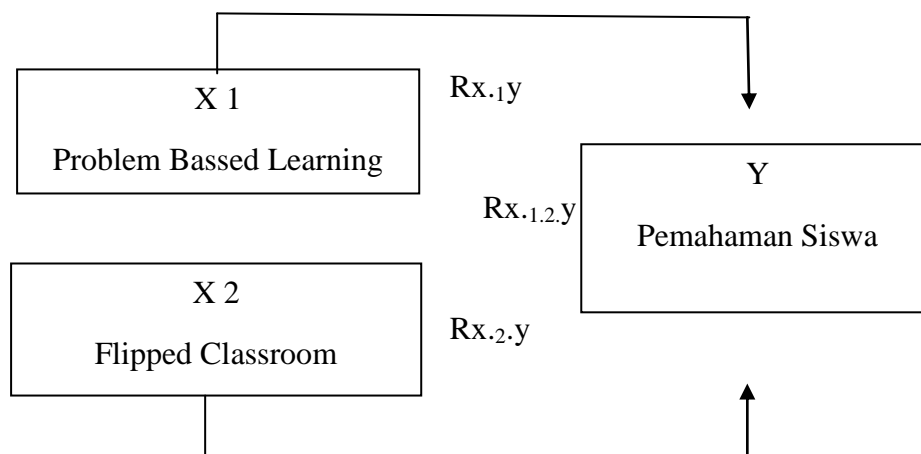 X 1
Problem Bassed Learning
Rx.₁y
Rx.₁.₂.y
Y
Pemahaman Siswa
X 2
Flipped Classroom
Rx.₂.y